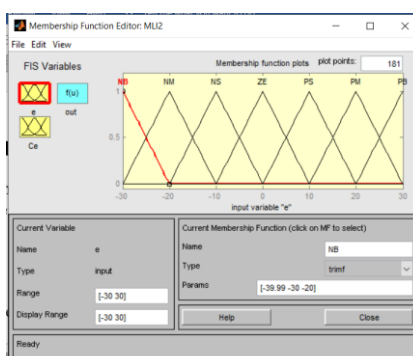 Membership Function Editor: MLI2
File Edit View
FIS Variables
Membership function plots
plot points:
181
e
f(u)
out
Ce
NB NM NS ZE PS PM PB
1
0.5
0
-30 -20 -10 0 10 20 30
input variable "e"
Current Variable
Name e
Type input
Range [-30 30]
Display Range [-30 30]
Current Membership Function (click on MF to select)
Name NB
Type trimf
Params [-39.99 -30 -20]
Help Close
Ready